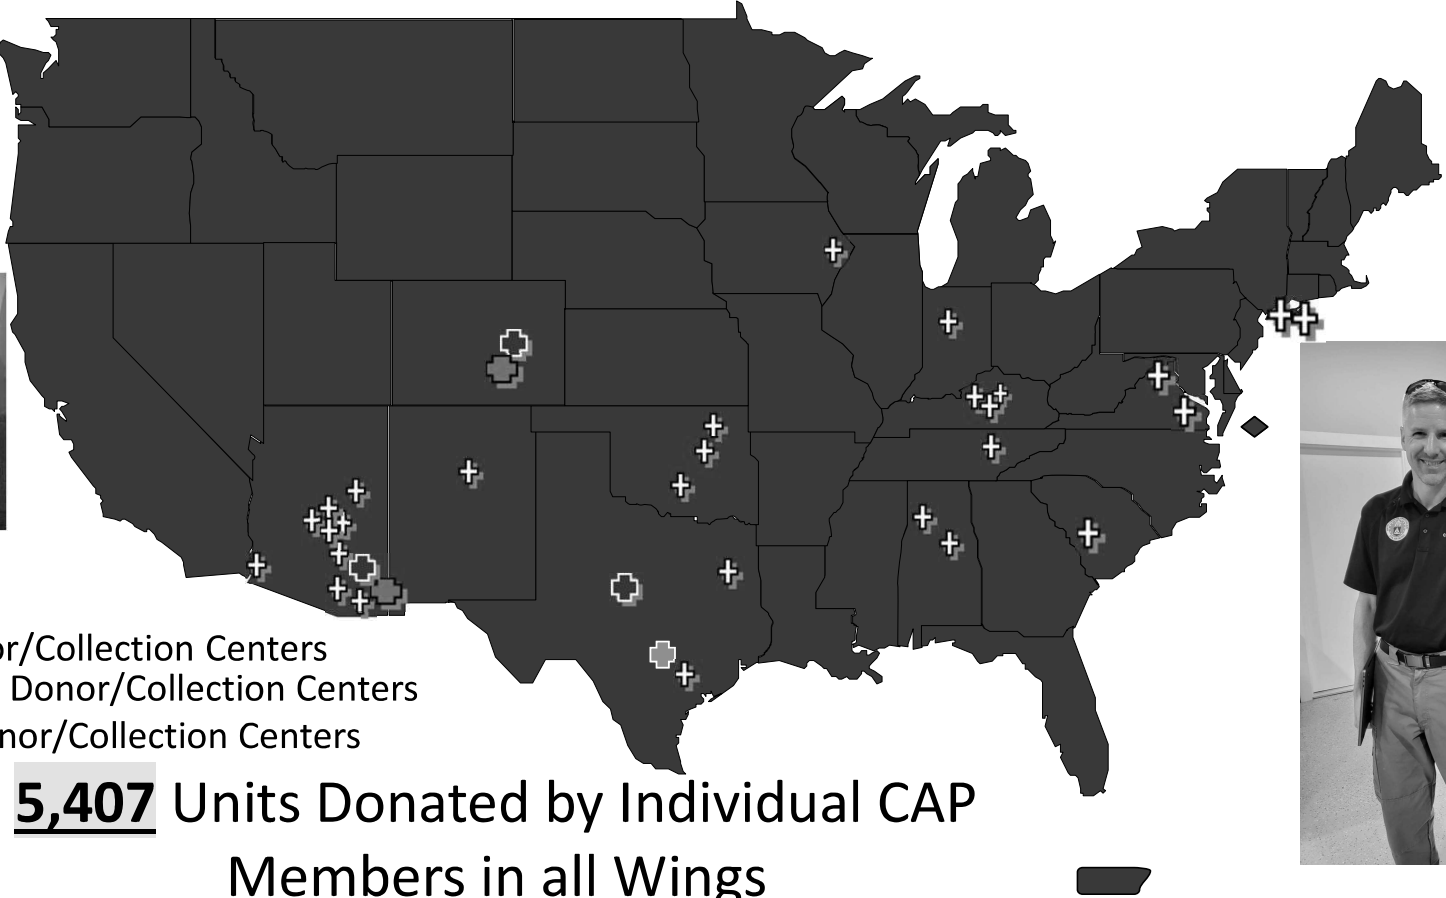 or/Collection Centers
Donor/Collection Centers
nor/Collection Centers
5,407 Units Donated by Individual CAP
Members in all Wings